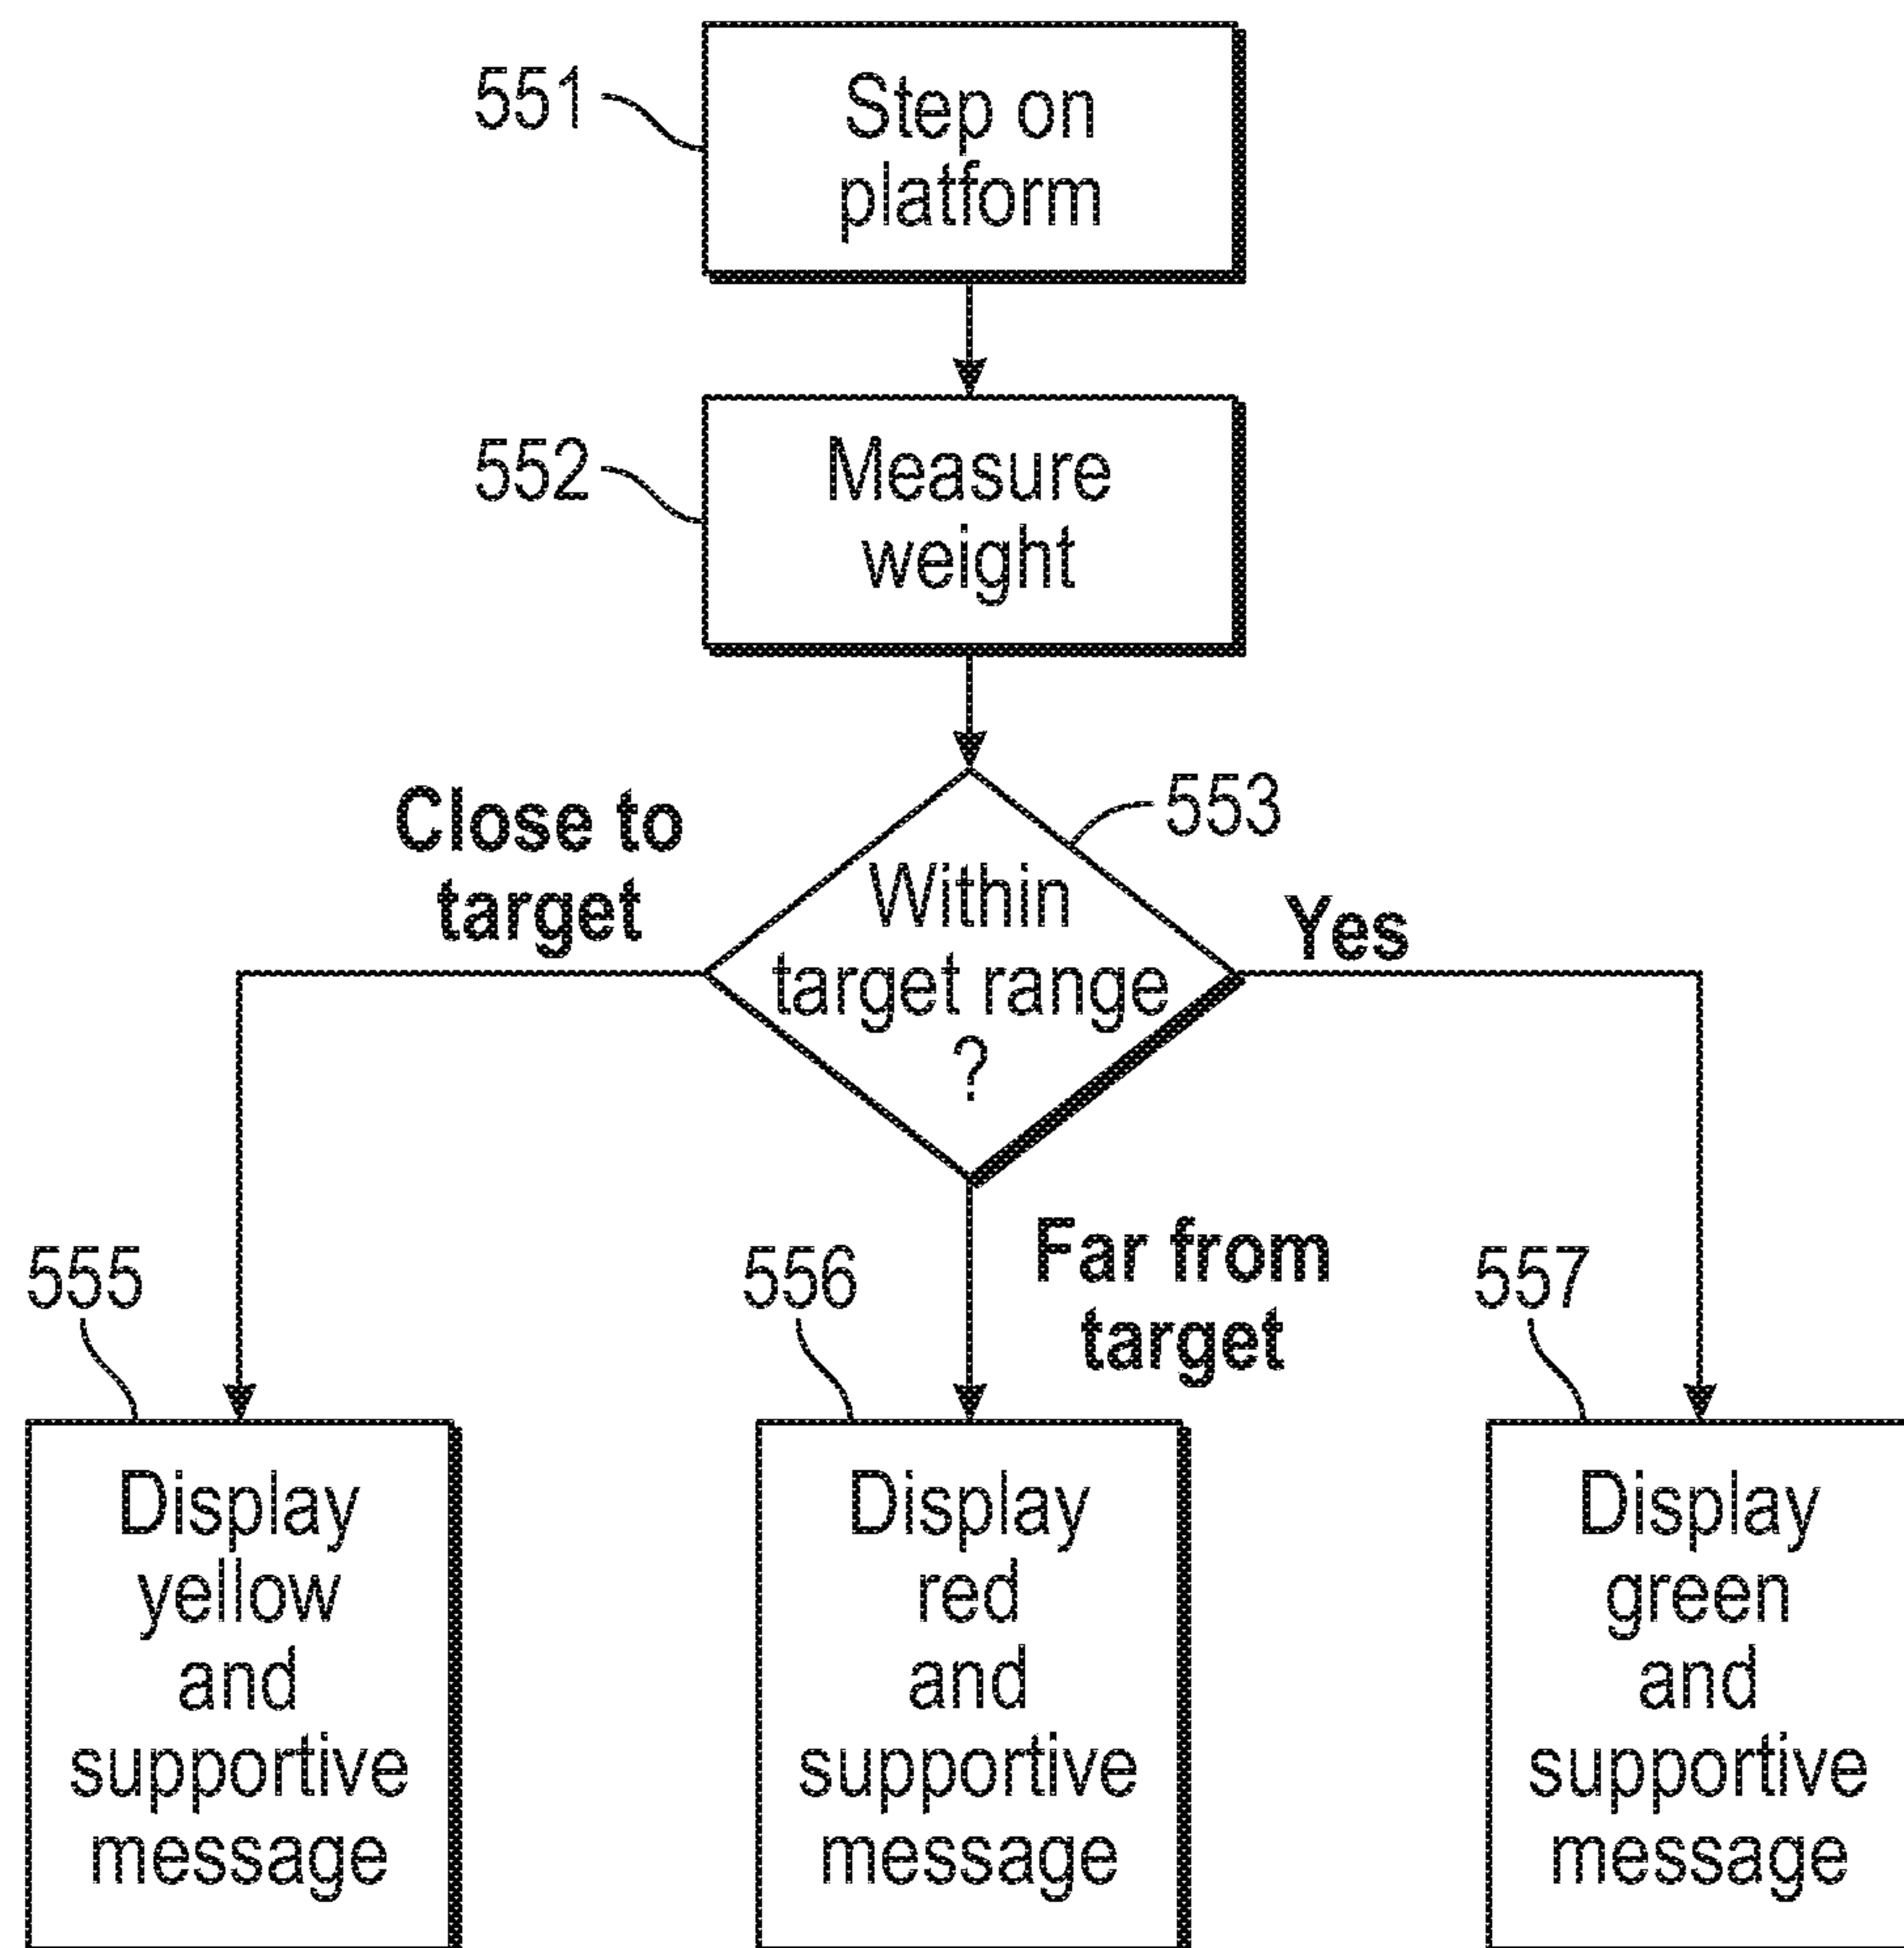 551
Step on
platform
552
Measure
weight
553
Close to
target
Within
target range
?
Yes
Far from
target
555
556
557
Display
yellow
and
supportive
message
Display
red
and
supportive
message
Display
green
and
supportive
message